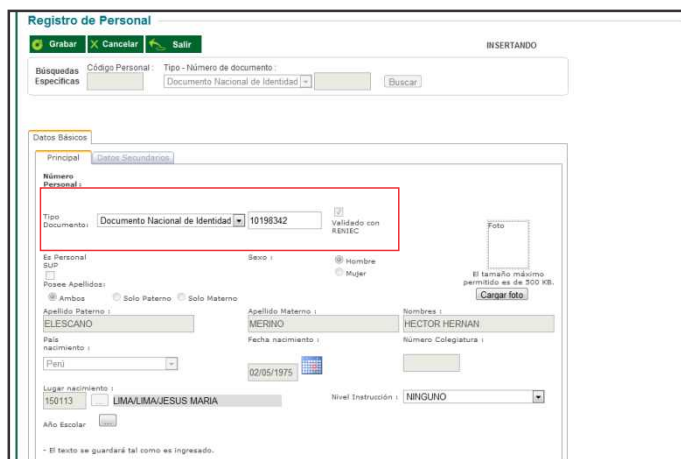 Registro de Personal
Grabar Cancelar Salir INSERTANDO
Búsquedas Específicas Código Personal : Tipo - Número de documento :
Documento Nacional de Identidad Buscar
Datos Básicos
Principal Datos Secundarios
Número Personal :
Tipo Documento: Documento Nacional de Identidad 10198342 Validado con RENIEC
Foto
Es Personal SUP Sexo : Hombre
Mujer
El tamaño máximo permitido es de 300 KB.
Posee Apellidos:
Ambos Solo Paterno Solo Materno Cargar foto
Apellido Paterno : Apellido Materno : Nombres :
ELESCANO MERINO HECTOR HERNAN
País nacimiento : Fecha nacimiento : Número Colegiatura :
Perú 02/05/1975
Lugar nacimiento :
150113 ... LIMA/LIMA/JESUS MARIA Nivel Instrucción : NINGUNO
Año Escolar ...
- El texto se guardará tal como es ingresado.